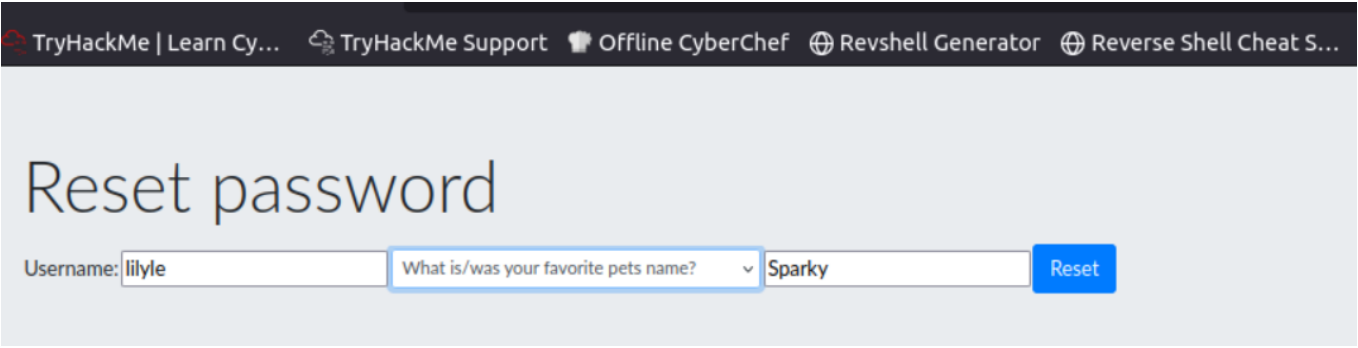 TryHackMe | Learn Cy... TryHackMe Support Offline CyberChef Revshell Generator Reverse Shell Cheat S...
Reset password
Username: lilyle What is/was your favorite pets name? Sparky Reset